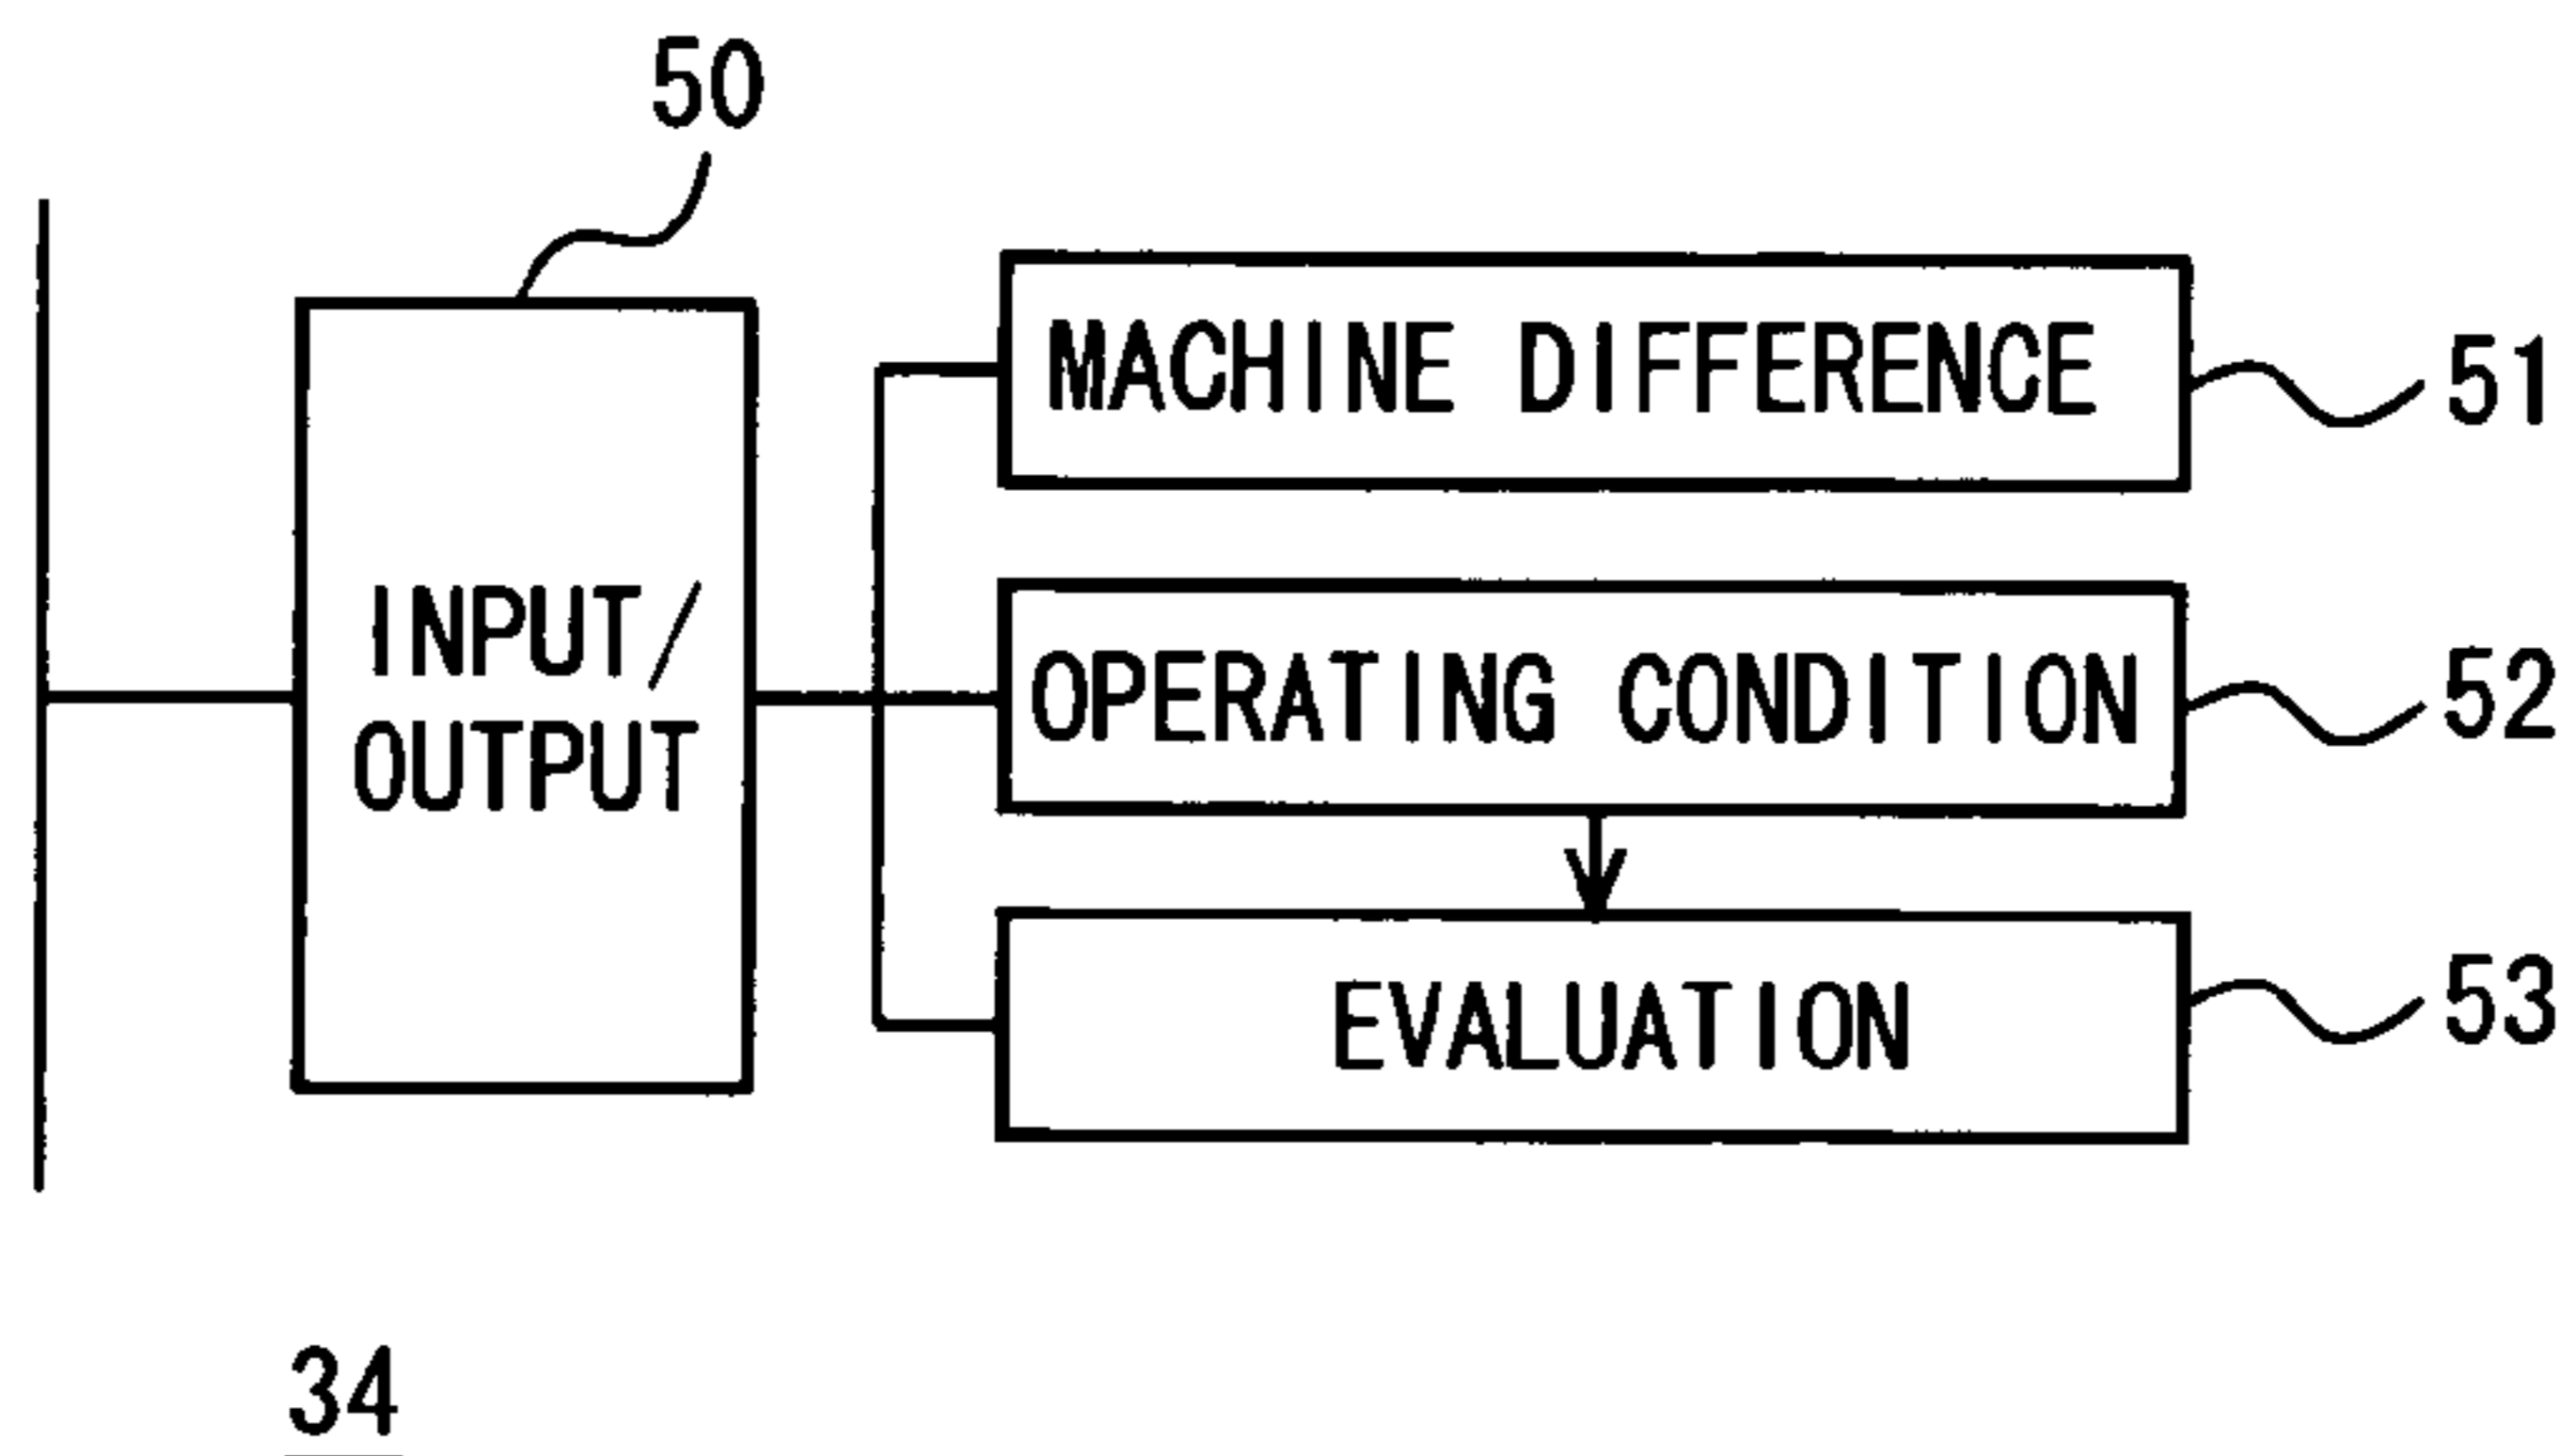 50
MACHINE DIFFERENCE
51
INPUT/
OUTPUT
OPERATING CONDITION
52
EVALUATION
53
34